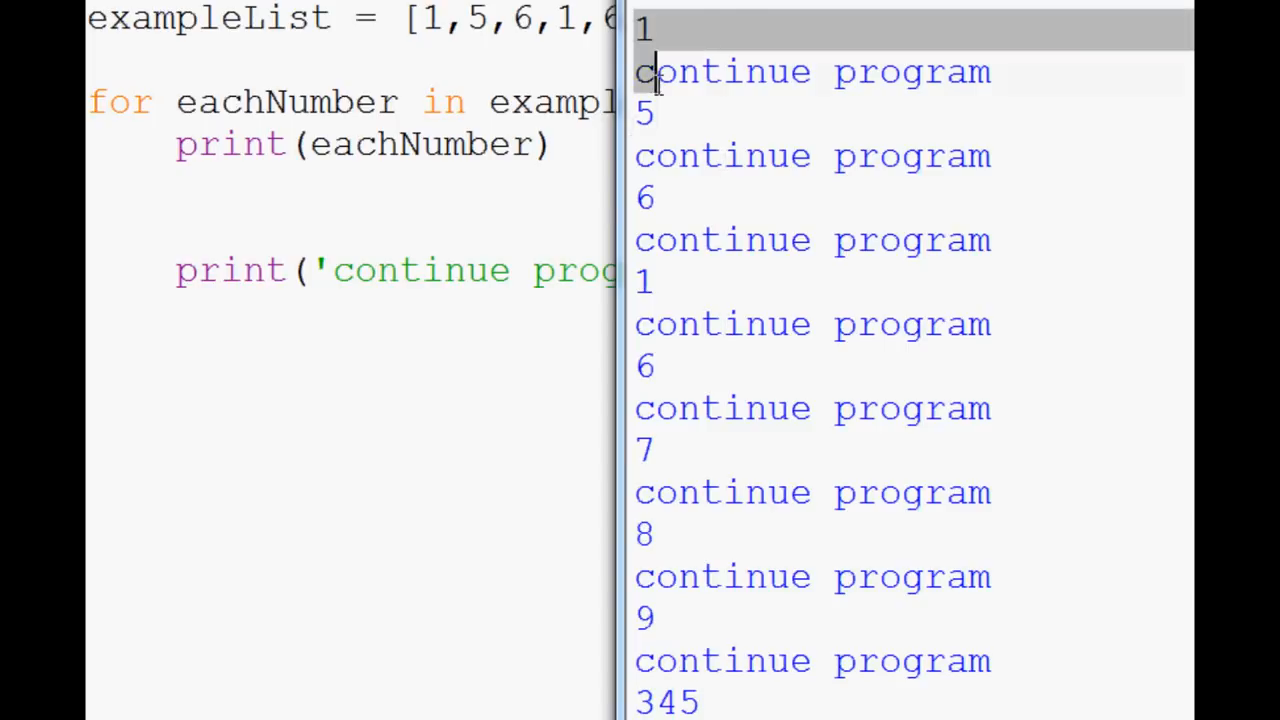 exampleList = [1,5,6,1,6
for eachNumber in exampl
print(eachNumber)
print('continue prog
1
continue program
5
continue program
6
continue program
1
continue program
6
continue program
7
continue program
8
continue program
9
continue program
345